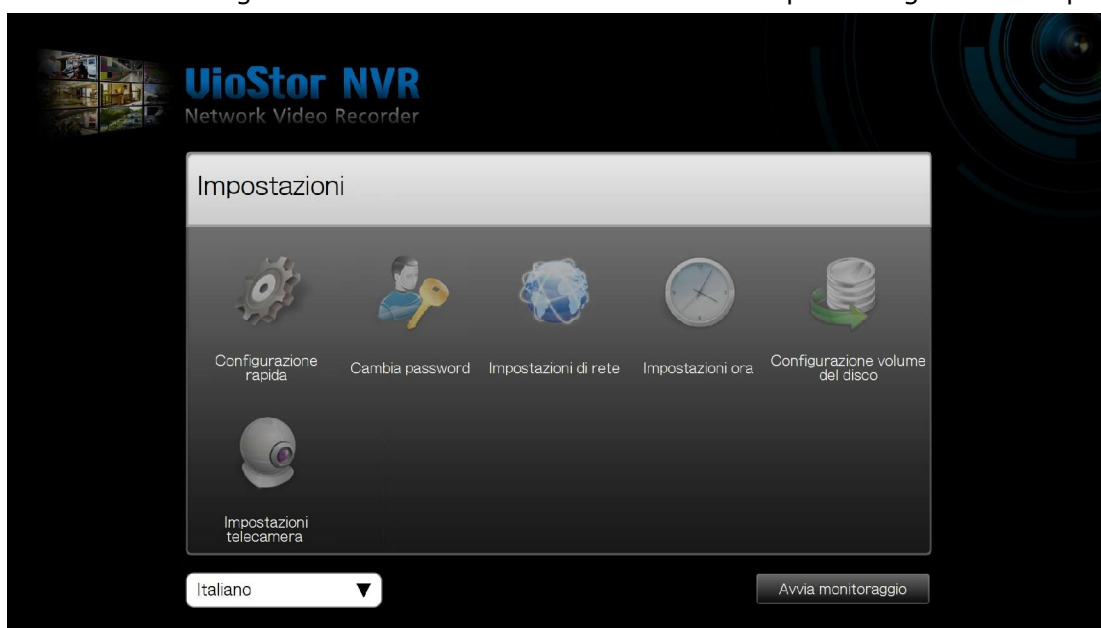 UioStor NVR
Network Video Recorder
Impostazioni
Configurazione
rapida
Cambia password
Impostazioni di rete
Impostazioni ora
Configurazione volume
del disco
Impostazioni
telecamera
Italiano
Avvia monitoraggio